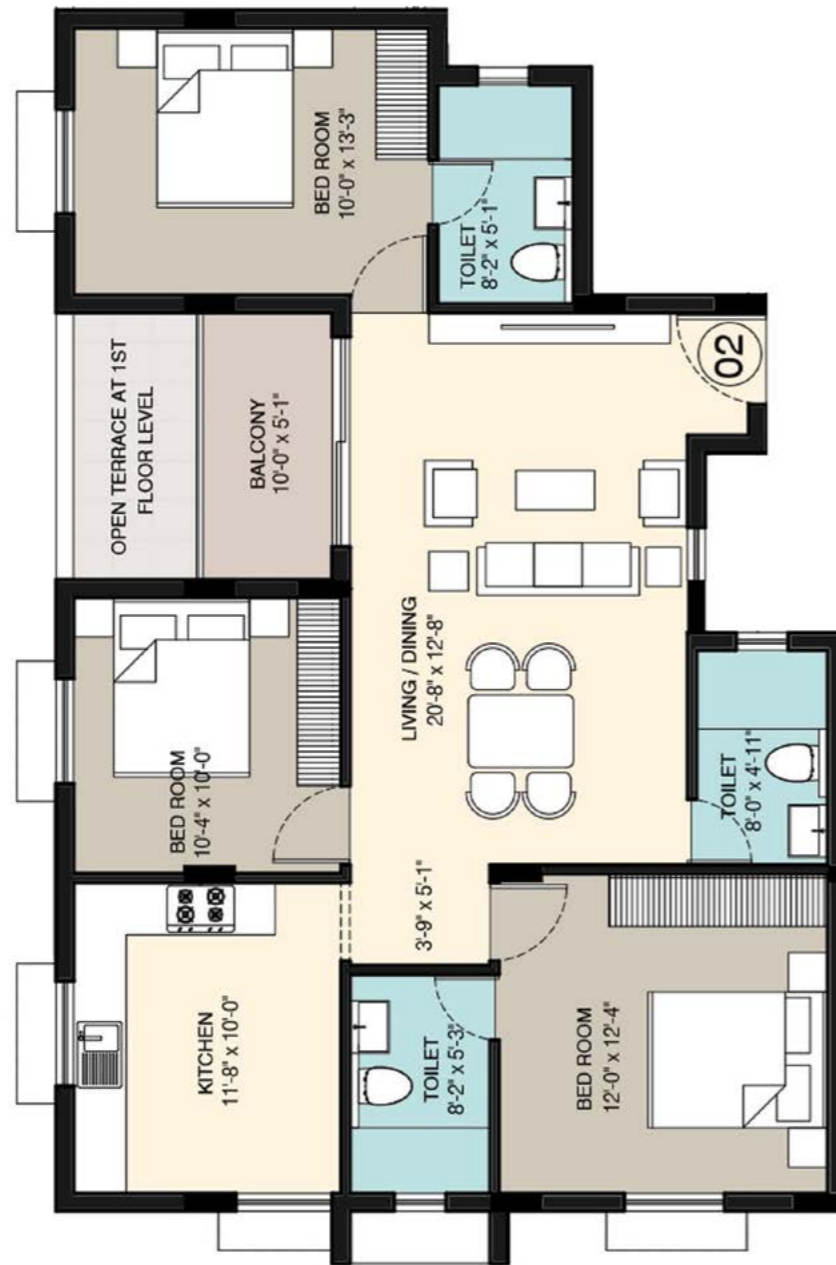 BED ROOM
10'-0" x 13'-3"
TOILET
8'-2" x 5'-1"
02
OPEN TERRACE AT 1ST
FLOOR LEVEL
BALCONY
10'-0" x 5'-1"
LIVING / DINING
20'-8" x 12'-8"
BED ROOM
10'-4" x 10'-0"
TOILET
8'-0" x 4'-11"
3'-9" x 5'-1"
KITCHEN
11'-8" x 10'-0"
TOILET
8'-2" x 5'-3"
BED ROOM
12'-0" x 12'-4"